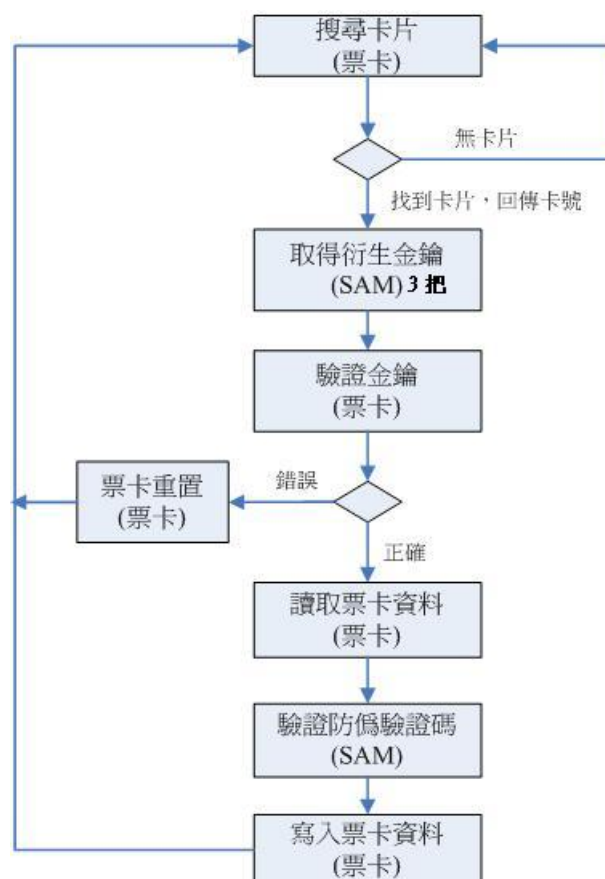 搜尋卡片
(票卡)
無卡片
找到卡片，回傳卡號
取得衍生金鑰
(SAM) 3 把
驗證金鑰
(票卡)
錯誤
票卡重置
(票卡)
正確
讀取票卡資料
(票卡)
驗證防偽驗證碼
(SAM)
寫入票卡資料
(票卡)